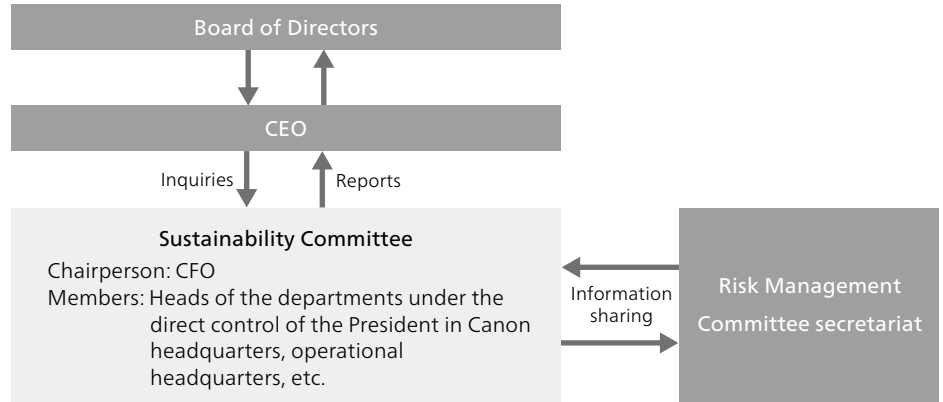 Board of Directors
CEO
Inquiries
Reports
Sustainability Committee
Chairperson: CFO
Members: Heads of the departments under the
direct control of the President in Canon
headquarters, operational
headquarters, etc.
Information
sharing
Risk Management
Committee secretariat